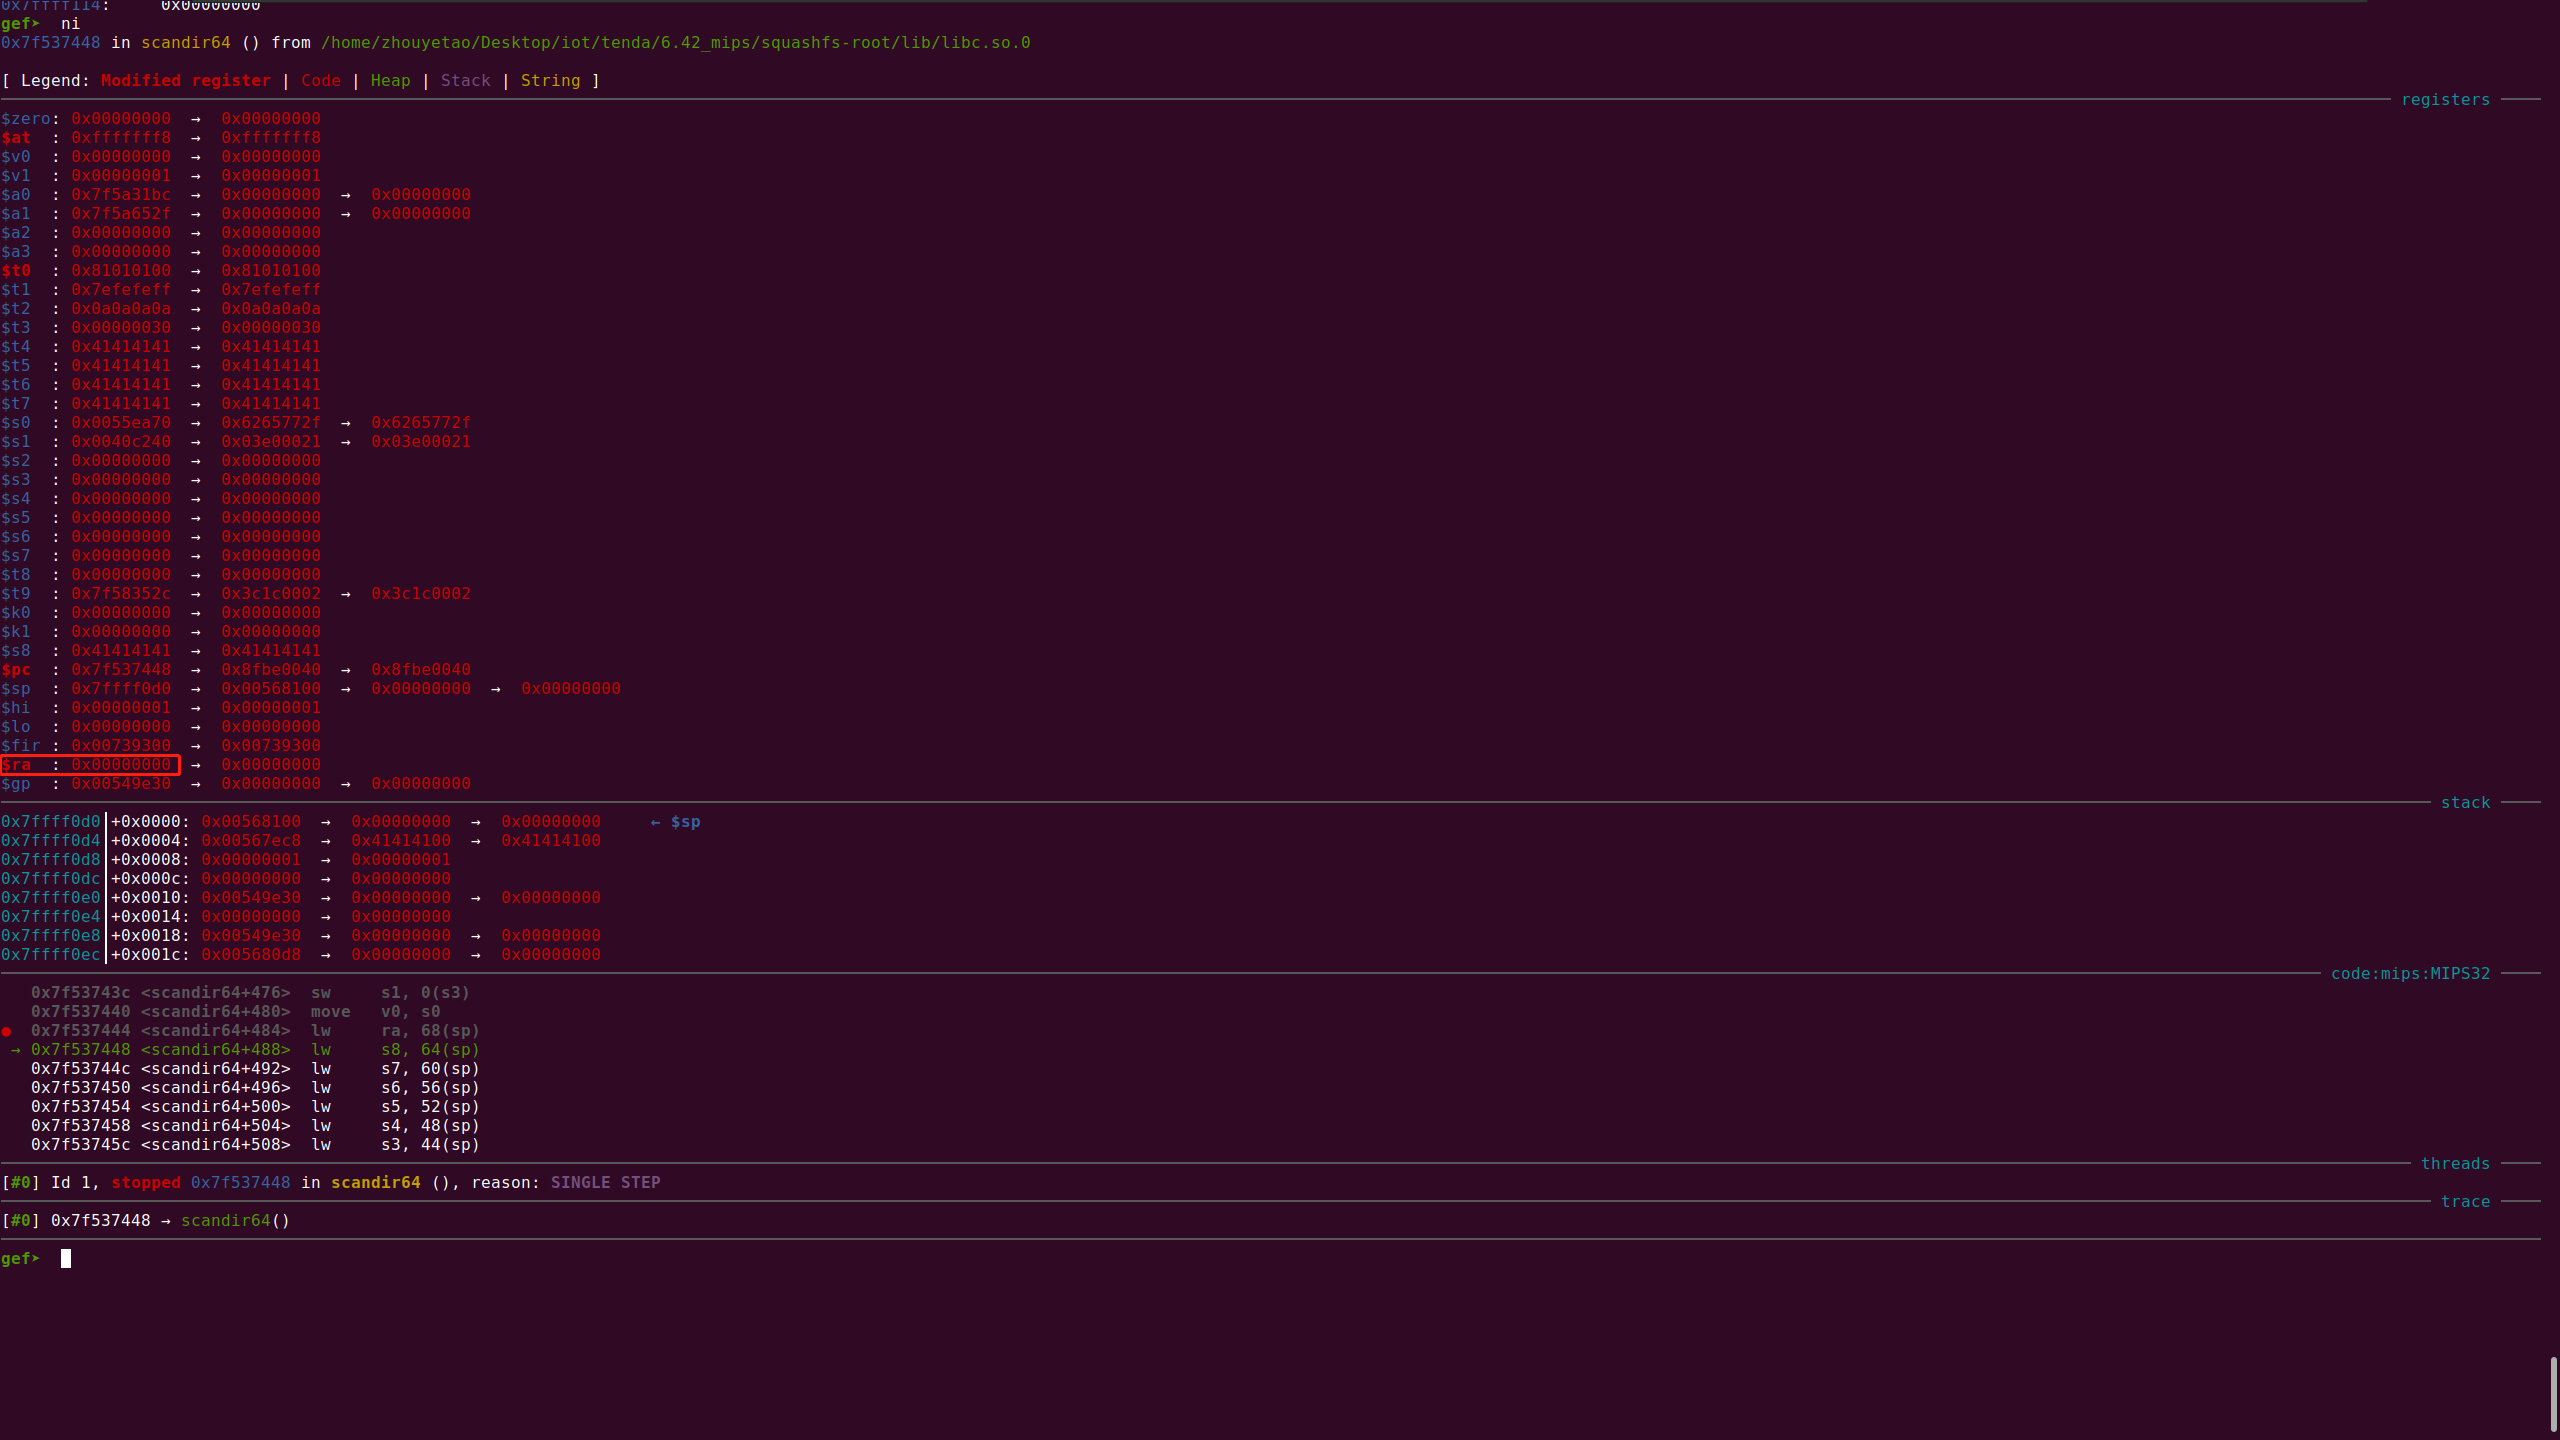 0x7ffff114:     0x00000000
gef➤  ni
0x7f537448 in scandir64 () from /home/zhouyetao/Desktop/iot/tenda/6.42_mips/squashfs-root/lib/libc.so.0
[ Legend: Modified register | Code | Heap | Stack | String ]
registers
$zero: 0x00000000  →  0x00000000
$at  : 0xfffffff8  →  0xfffffff8
$v0  : 0x00000000  →  0x00000000
$v1  : 0x00000001  →  0x00000001
$a0  : 0x7f5a31bc  →  0x00000000  →  0x00000000
$a1  : 0x7f5a652f  →  0x00000000  →  0x00000000
$a2  : 0x00000000  →  0x00000000
$a3  : 0x00000000  →  0x00000000
$t0  : 0x81010100  →  0x81010100
$t1  : 0x7efefeff  →  0x7efefeff
$t2  : 0x0a0a0a0a  →  0x0a0a0a0a
$t3  : 0x00000030  →  0x00000030
$t4  : 0x41414141  →  0x41414141
$t5  : 0x41414141  →  0x41414141
$t6  : 0x41414141  →  0x41414141
$t7  : 0x41414141  →  0x41414141
$s0  : 0x0055ea70  →  0x6265772f  →  0x6265772f
$s1  : 0x0040c240  →  0x03e00021  →  0x03e00021
$s2  : 0x00000000  →  0x00000000
$s3  : 0x00000000  →  0x00000000
$s4  : 0x00000000  →  0x00000000
$s5  : 0x00000000  →  0x00000000
$s6  : 0x00000000  →  0x00000000
$s7  : 0x00000000  →  0x00000000
$t8  : 0x00000000  →  0x00000000
$t9  : 0x7f58352c  →  0x3c1c0002  →  0x3c1c0002
$k0  : 0x00000000  →  0x00000000
$k1  : 0x00000000  →  0x00000000
$s8  : 0x41414141  →  0x41414141
$pc  : 0x7f537448  →  0x8fbe0040  →  0x8fbe0040
$sp  : 0x7ffff0d0  →  0x00568100  →  0x00000000  →  0x00000000
$hi  : 0x00000001  →  0x00000001
$lo  : 0x00000000  →  0x00000000
$fir : 0x00739300  →  0x00739300
$ra  : 0x00000000  →  0x00000000
$gp  : 0x00549e30  →  0x00000000  →  0x00000000
stack
0x7ffff0d0│+0x0000: 0x00568100  →  0x00000000  →  0x00000000     ← $sp
0x7ffff0d4│+0x0004: 0x00567ec8  →  0x41414100  →  0x41414100
0x7ffff0d8│+0x0008: 0x00000001  →  0x00000001
0x7ffff0dc│+0x000c: 0x00000000  →  0x00000000
0x7ffff0e0│+0x0010: 0x00549e30  →  0x00000000  →  0x00000000
0x7ffff0e4│+0x0014: 0x00000000  →  0x00000000
0x7ffff0e8│+0x0018: 0x00549e30  →  0x00000000  →  0x00000000
0x7ffff0ec│+0x001c: 0x005680d8  →  0x00000000  →  0x00000000
code:mips:MIPS32
   0x7f53743c <scandir64+476>  sw     s1, 0(s3)
   0x7f537440 <scandir64+480>  move   v0, s0
●  0x7f537444 <scandir64+484>  lw     ra, 68(sp)
 → 0x7f537448 <scandir64+488>  lw     s8, 64(sp)
   0x7f53744c <scandir64+492>  lw     s7, 60(sp)
   0x7f537450 <scandir64+496>  lw     s6, 56(sp)
   0x7f537454 <scandir64+500>  lw     s5, 52(sp)
   0x7f537458 <scandir64+504>  lw     s4, 48(sp)
   0x7f53745c <scandir64+508>  lw     s3, 44(sp)
threads
[#0] Id 1, stopped 0x7f537448 in scandir64 (), reason: SINGLE STEP
trace
[#0] 0x7f537448 → scandir64()
gef➤